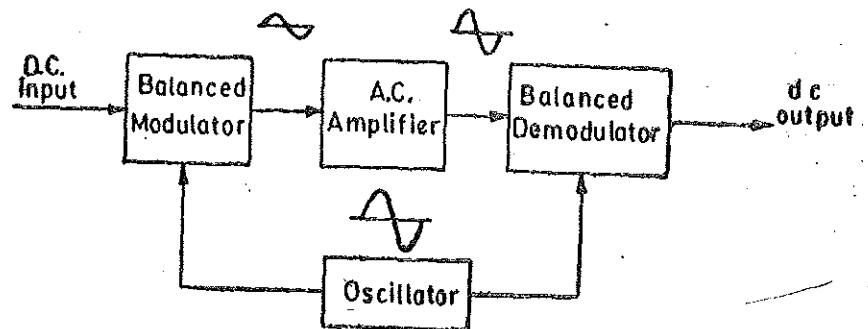 D.C.
Input
Balanced
Modulator
A.C.
Amplifier
Balanced
Demodulator
d c
output
Oscillator